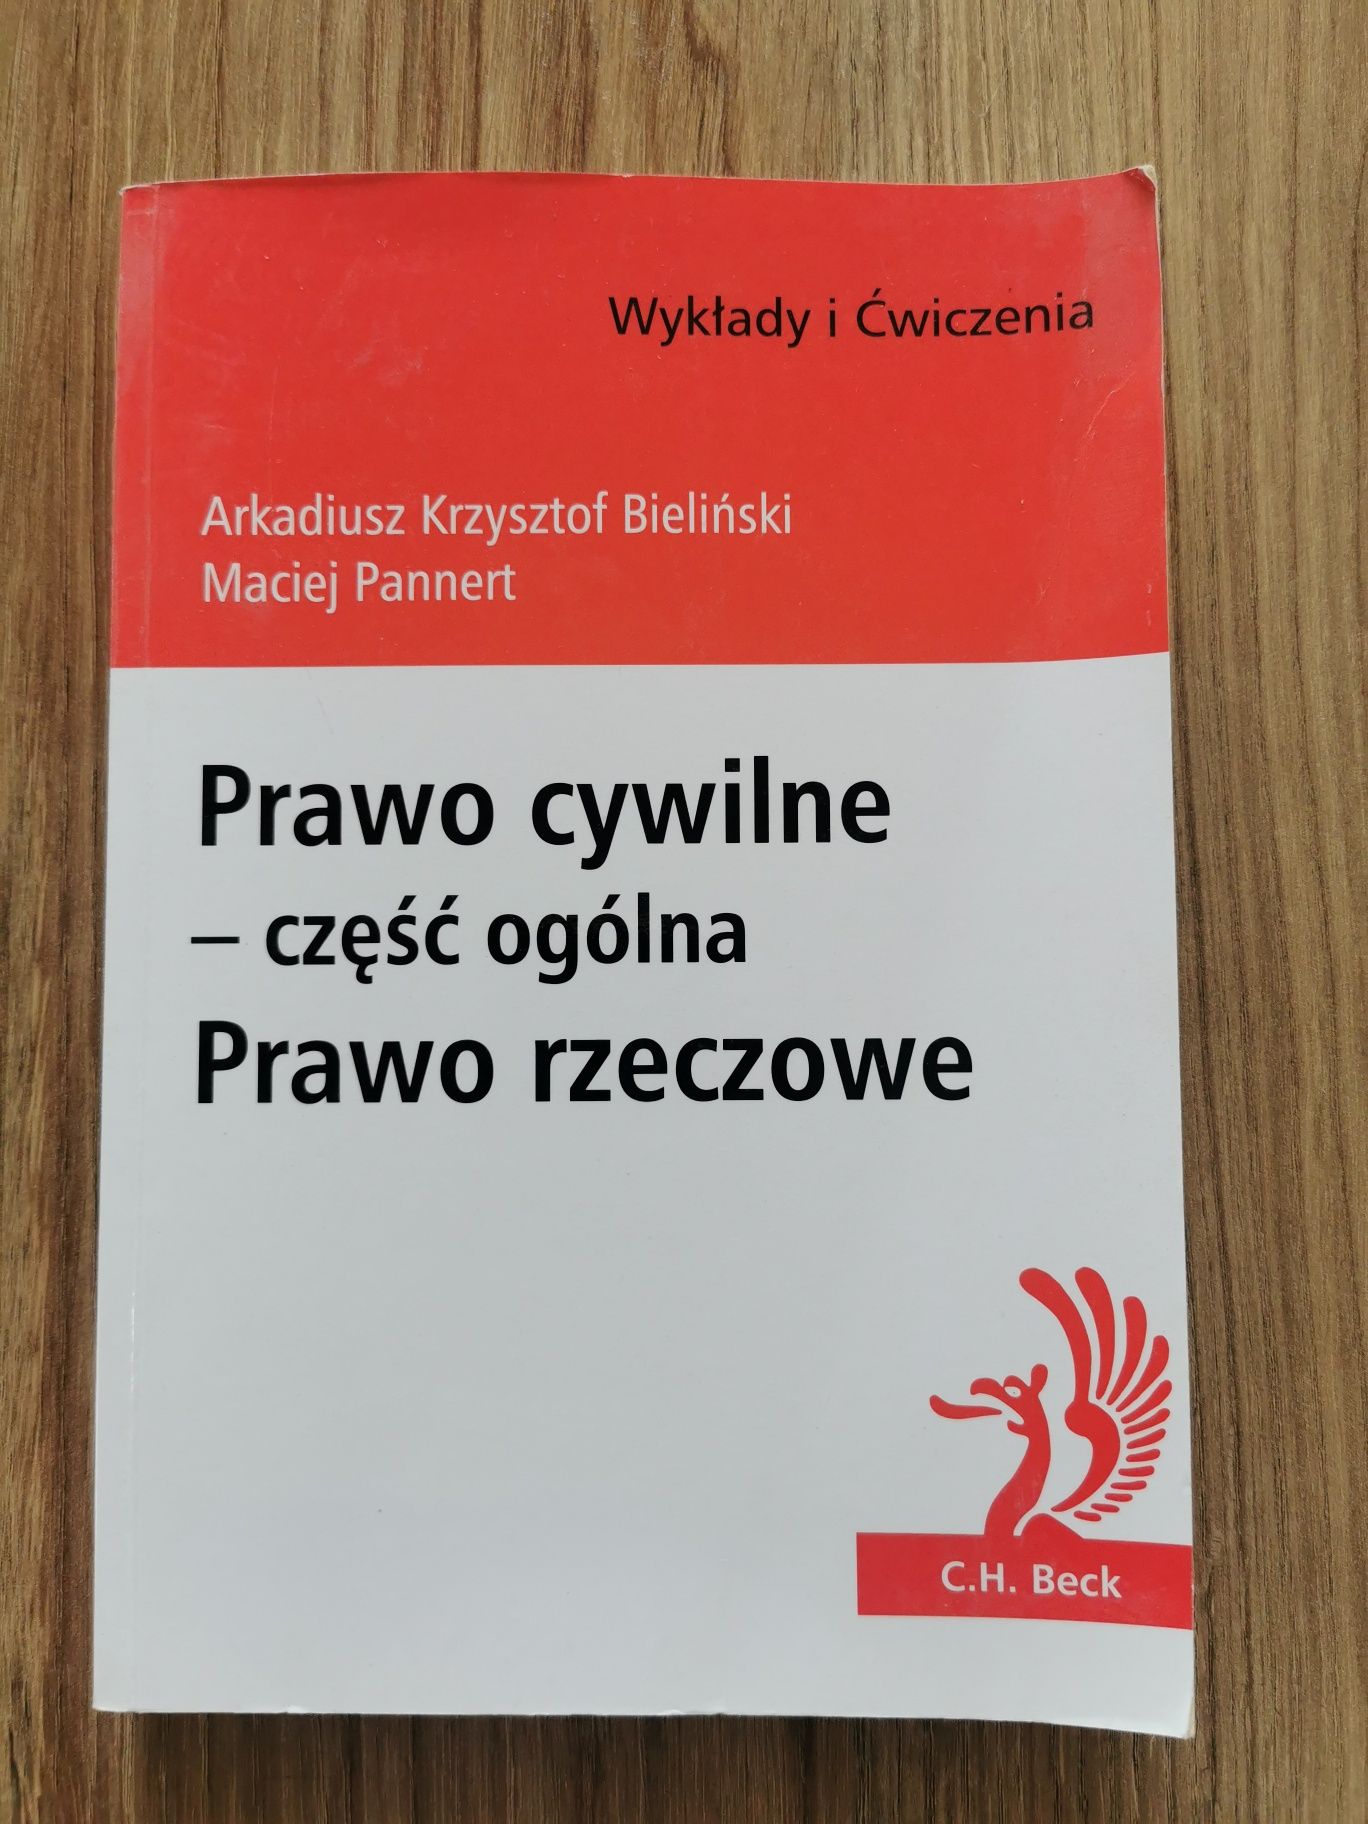 Wykłady i Ćwiczenia
Arkadiusz Krzysztof Bieliński
Maciej Pannert
Prawo cywilne
– część ogólna
Prawo rzeczowe
C.H. Beck